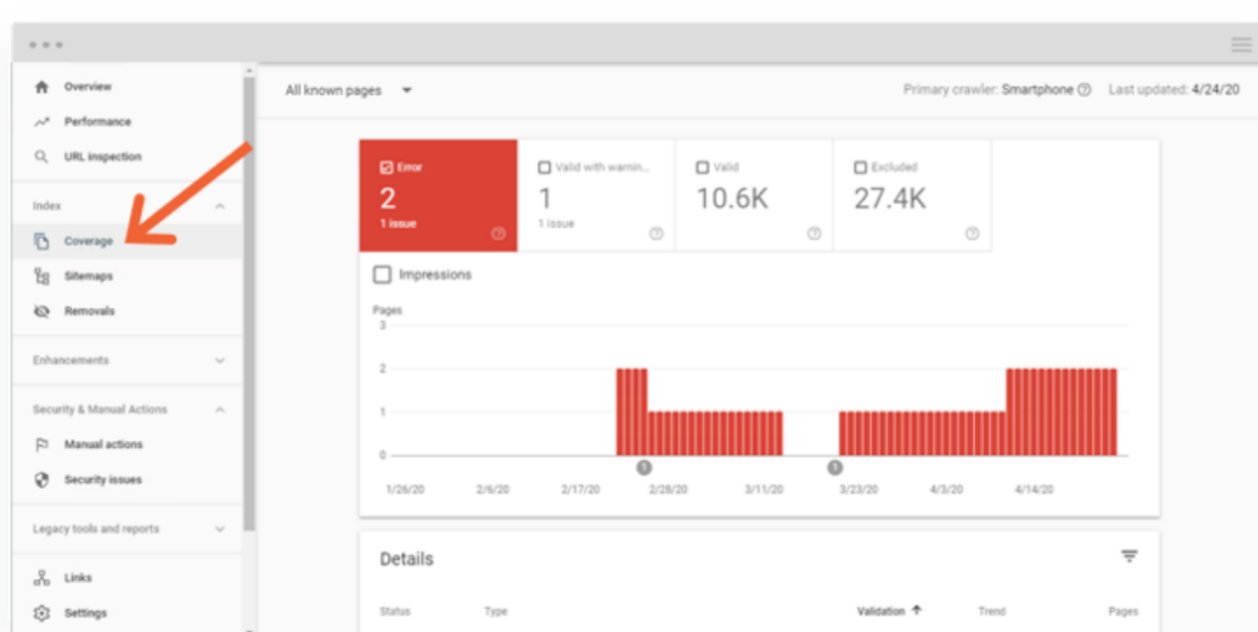 Overview
Performance
URL inspection
Index
Coverage
Sitemaps
Removals
Enhancements
Security & Manual Actions
Manual actions
Security issues
Legacy tools and reports
Links
Settings
All known pages
Primary crawler: Smartphone Last updated: 4/24/20
Error
2
1 issue
Valid with warnin...
1
1 issue
Valid
10.6K
Excluded
27.4K
Impressions
Pages
3
2
1
0
1 1
1/26/20 2/6/20 2/17/20 2/28/20 3/11/20 3/23/20 4/3/20 4/14/20
Details
Status Type Validation Trend Pages